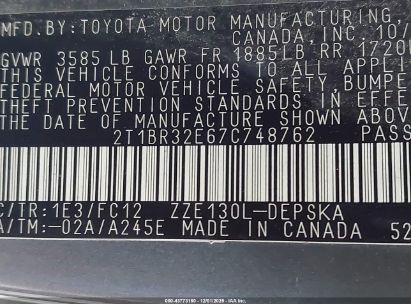 MFD. BY:TOYOTA MOTOR MANUFACTURING,
CANADA, INC. 10/
GVWR 3585 LB GAWR FR 1885LB,RR 1720
THIS VEHICLE CONFORMS TO ALL APPLI
FEDERAL MOTOR VEHICLE SAFETY, BUMPE
THEFT PREVENTION STANDARDS IN EFFE
THE DATE OF MANUFACTURE SHOWN ABOV
2T1BR32E67C748762 PASS
C/TR:1E3/FC12 ZZE130L-DEPSKA
A/TM:-02A/A245E MADE IN CANADA 52